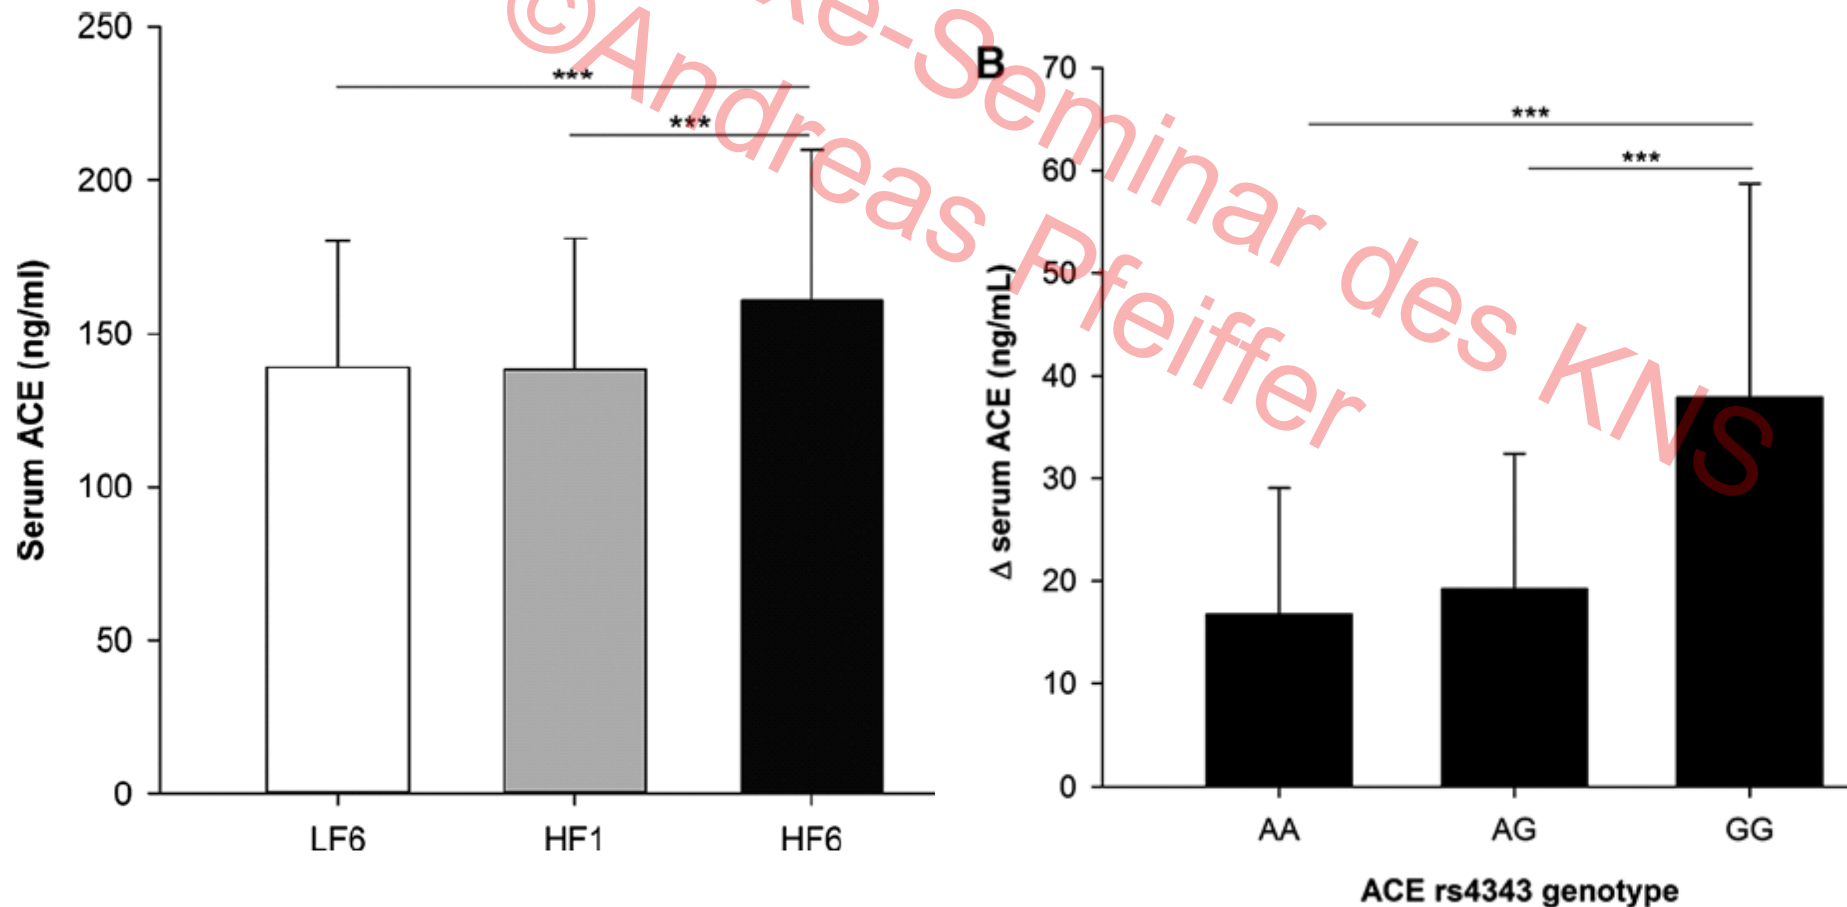 250
200
150
100
50
0
Serum ACE (ng/ml)
***
***
LF6
HF1
HF6
B
70
60
50
40
30
20
10
0
Δ serum ACE (ng/mL)
***
***
AA
AG
GG
ACE rs4343 genotype
-Seminar des KNS
©Andreas Pfeiffer